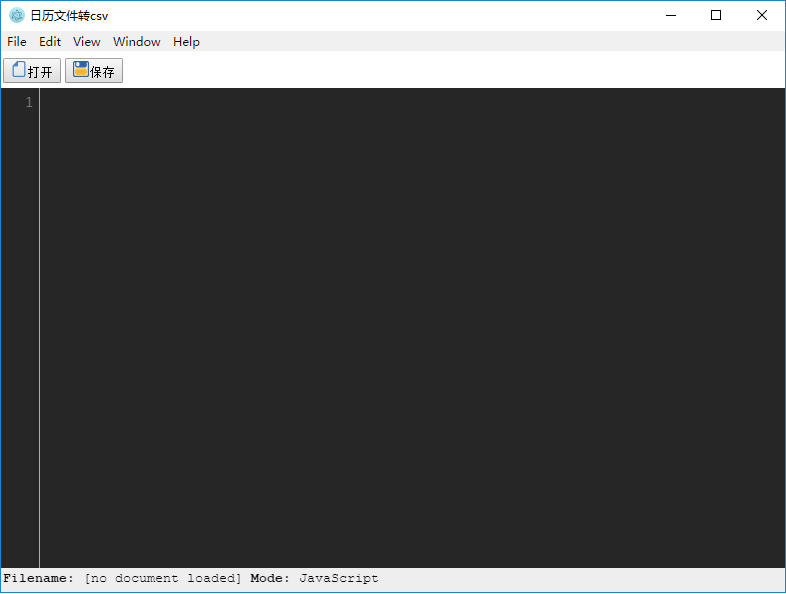 日历文件转csv
File Edit View Window Help
打开 保存
1
Filename: [no document loaded] Mode: JavaScript